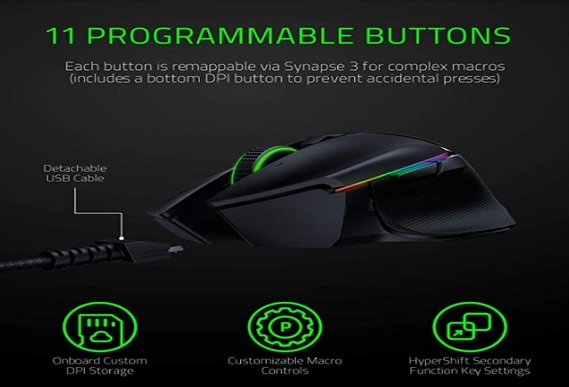 11 PROGRAMMABLE BUTTONS
Each button is remappable via Synapse 3 for complex macros
(includes a bottom DPI button to prevent accidental presses)
Detachable
USB Cable
P
Onboard Custom
DPI Storage
Customizable Macro
Controls
HyperShift Secondary
Function Key Settings